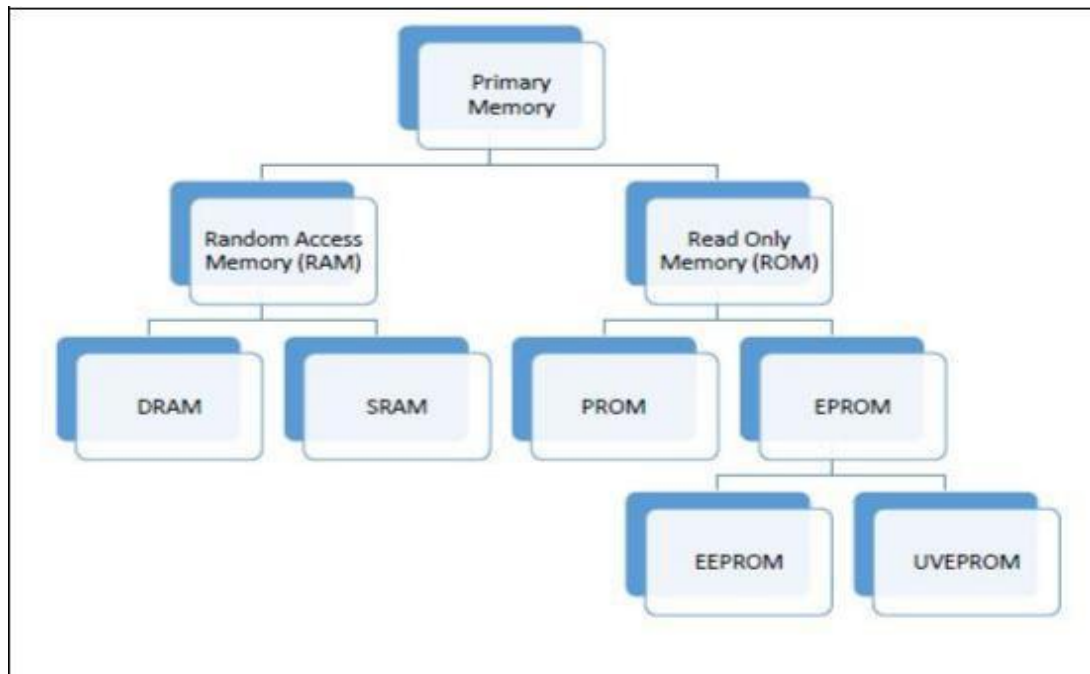 Primary
Memory
Random Access
Memory (RAM)
Read Only
Memory (ROM)
DRAM
SRAM
PROM
EPROM
EEPROM
UVEPROM